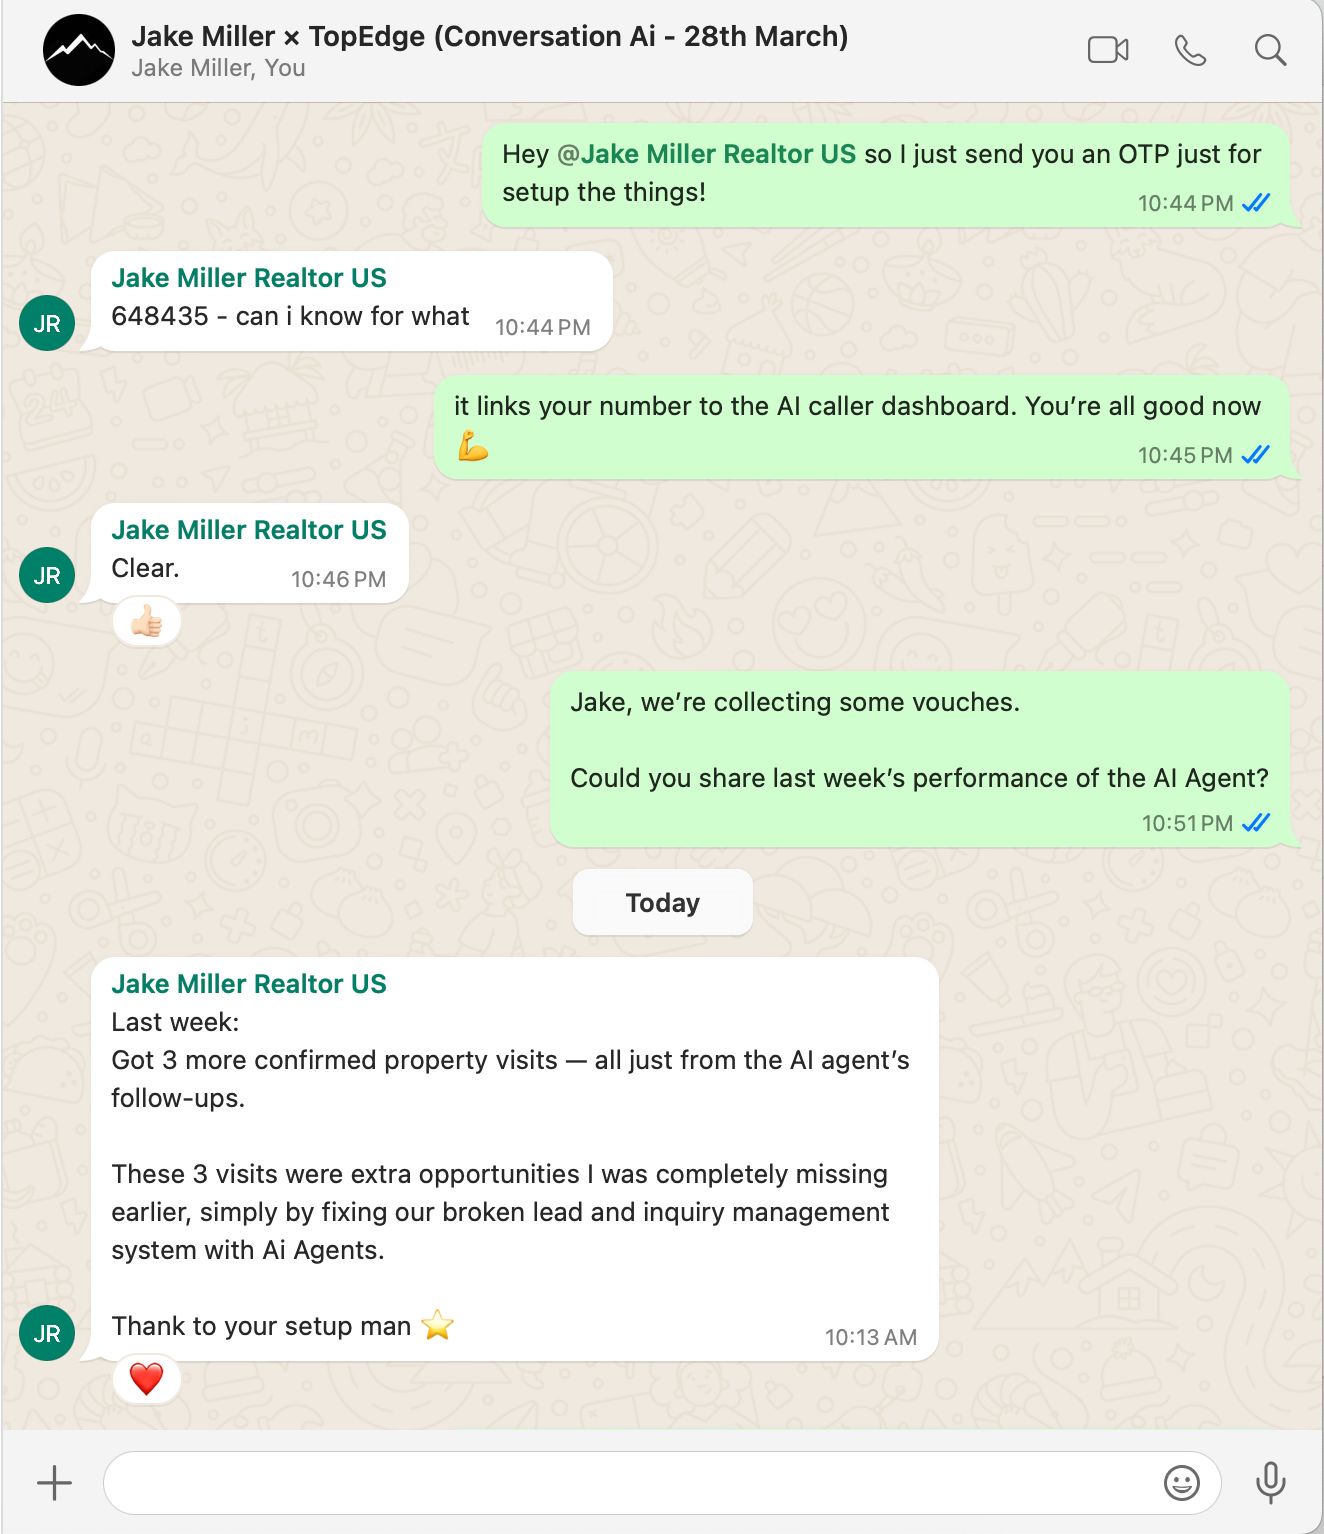 Jake Miller × TopEdge (Conversation Ai - 28th March)
Jake Miller, You
Hey @Jake Miller Realtor US so I just send you an OTP just for
setup the things!
10:44 PM
Jake Miller Realtor US
JR
648435 - can i know for what
10:44 PM
it links your number to the AI caller dashboard. You’re all good now
💪
10:45 PM
Jake Miller Realtor US
JR
Clear.
10:46 PM
👍🏻
Jake, we’re collecting some vouches.
Could you share last week’s performance of the AI Agent?
10:51 PM
Today
Jake Miller Realtor US
Last week:
Got 3 more confirmed property visits — all just from the AI agent’s
follow-ups.
These 3 visits were extra opportunities I was completely missing
earlier, simply by fixing our broken lead and inquiry management
system with Ai Agents.
JR
Thank to your setup man ⭐
10:13 AM
❤️